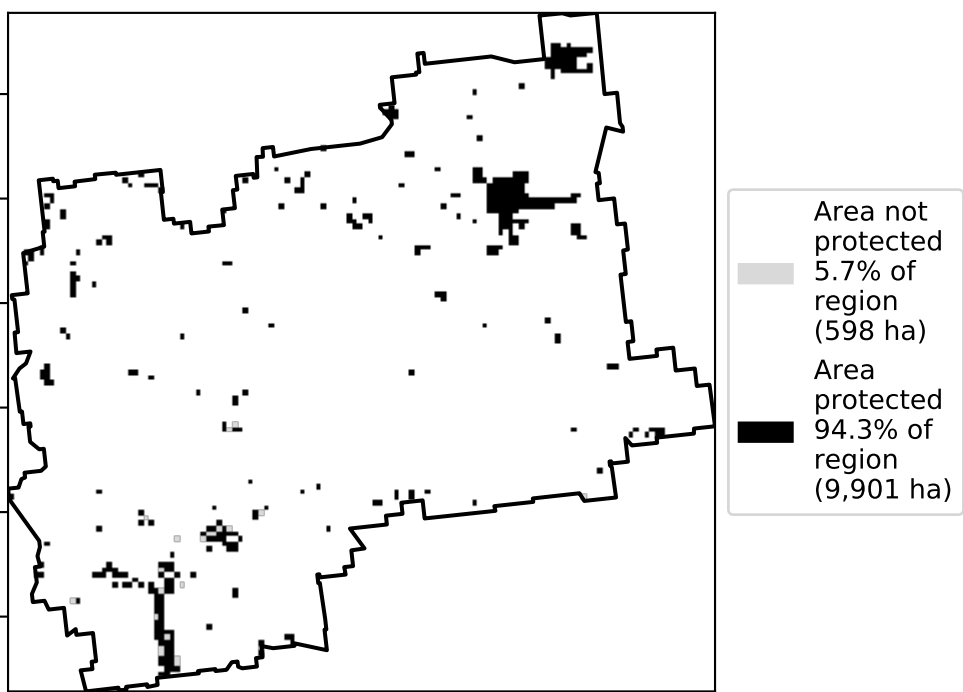 Area not
protected
5.7% of
region
(598 ha)
Area
protected
94.3% of
region
(9,901 ha)